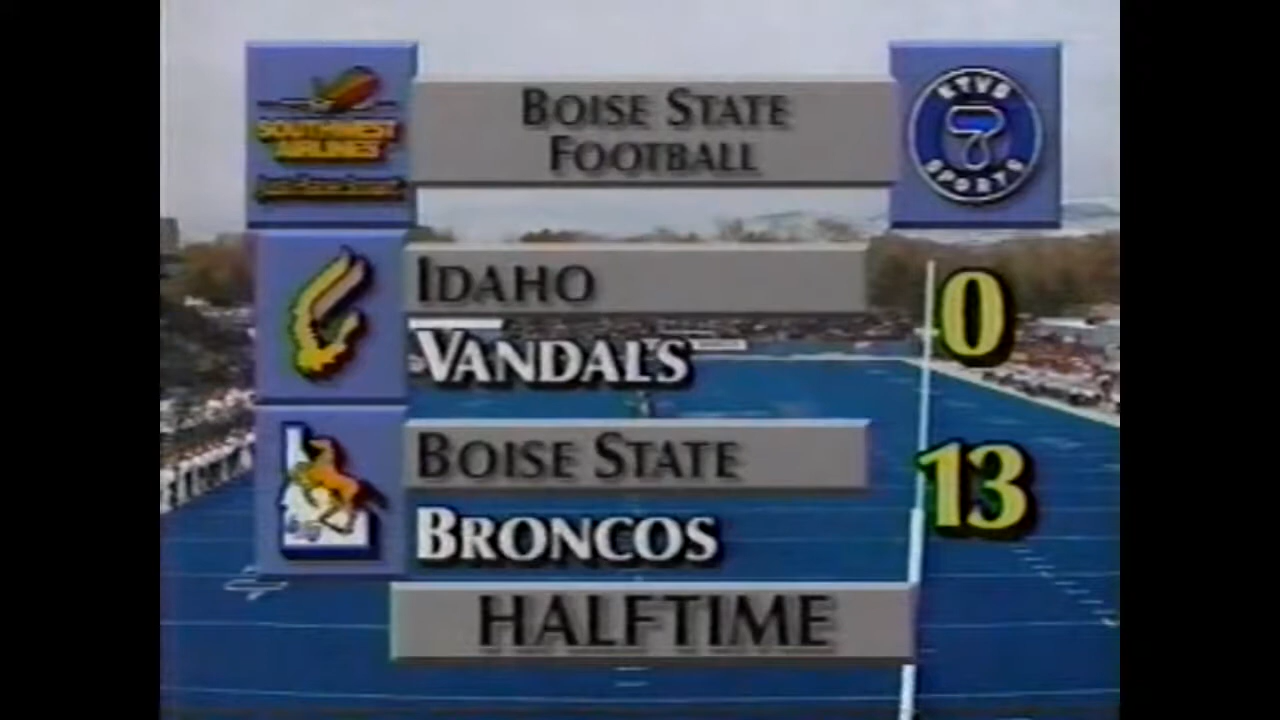 BOISE STATE
FOOTBALL
SOUTHWEST
AIRLINES
KTVB
7
SPORTS
IDAHO
0
VANDALS
BOISE STATE
13
BRONCOS
HALFTIME